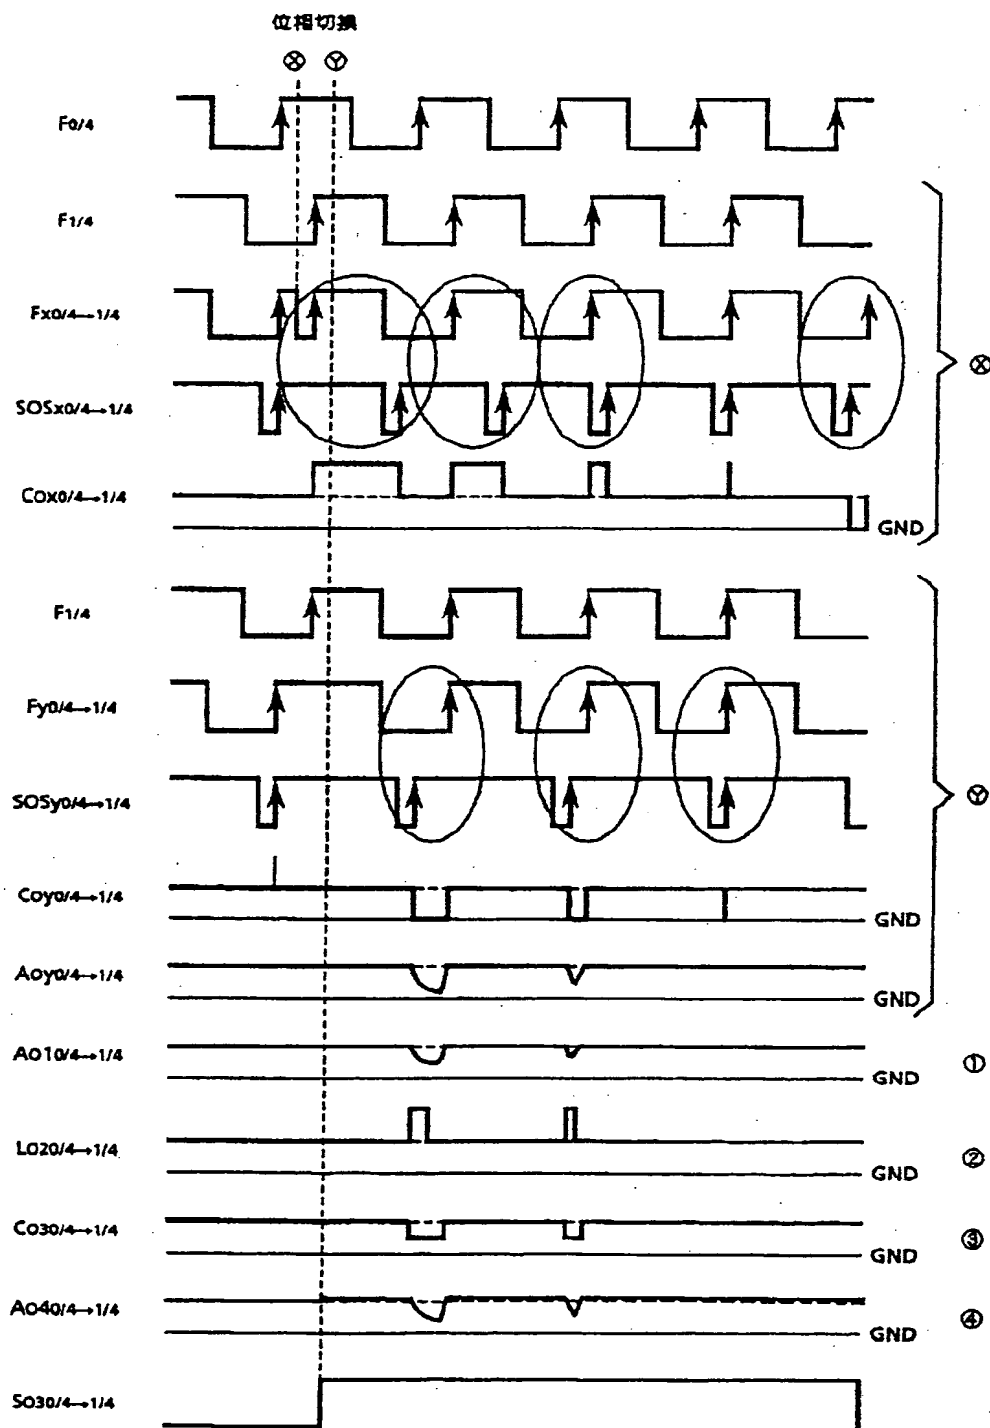 位相切換
Ⓧ Ⓨ
F0/4
F1/4
Fx0/4→1/4
SOSx0/4→1/4
Cox0/4→1/4
GND
Ⓧ
F1/4
Fy0/4→1/4
SOSy0/4→1/4
Coy0/4→1/4
GND
Aoy0/4→1/4
GND
Ⓨ
Ao10/4→1/4
GND
①
Lo20/4→1/4
GND
②
Co30/4→1/4
GND
③
Ao40/4→1/4
GND
④
So30/4→1/4